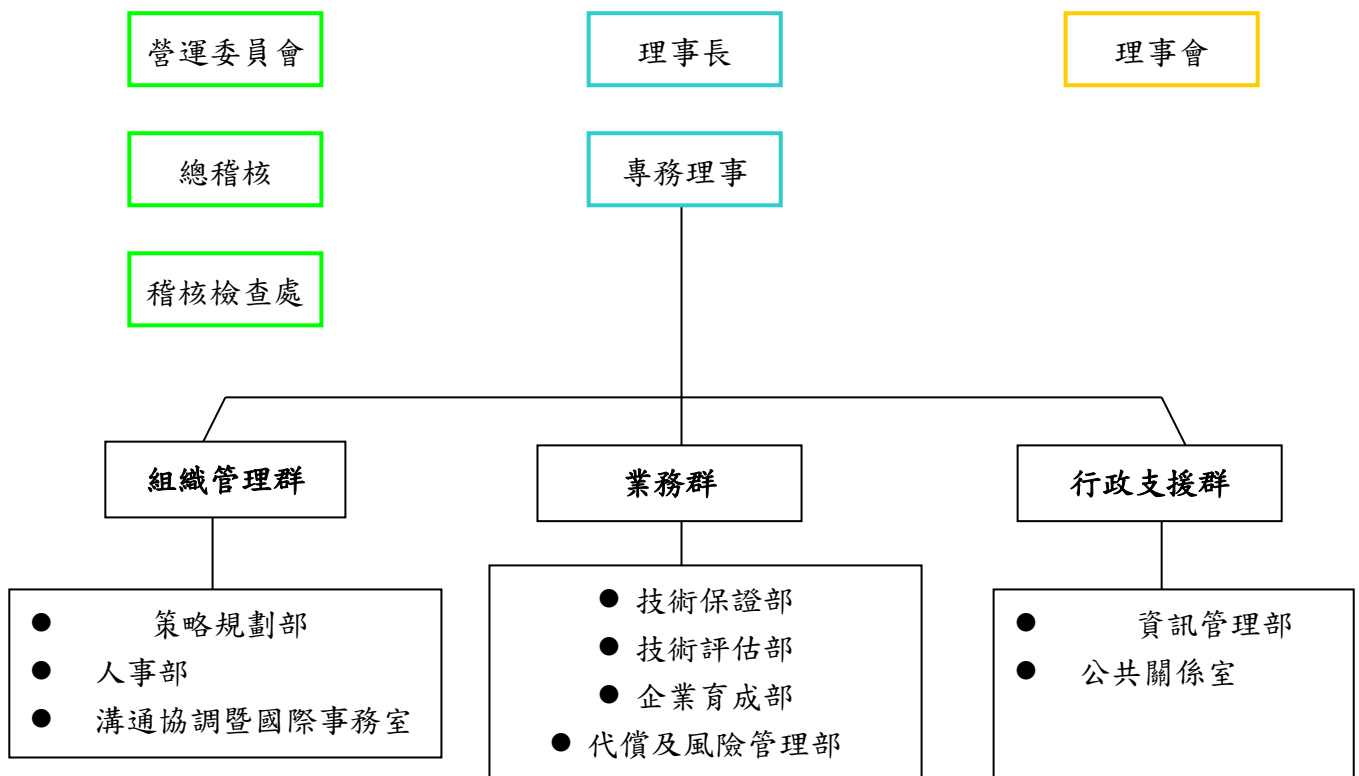 營運委員會
理事長
理事會
總稽核
專務理事
稽核檢查處
組織管理群
業務群
行政支援群
● 策略規劃部
● 人事部
● 溝通協調暨國際事務室
● 技術保證部
● 技術評估部
● 企業育成部
● 代償及風險管理部
● 資訊管理部
● 公共關係室